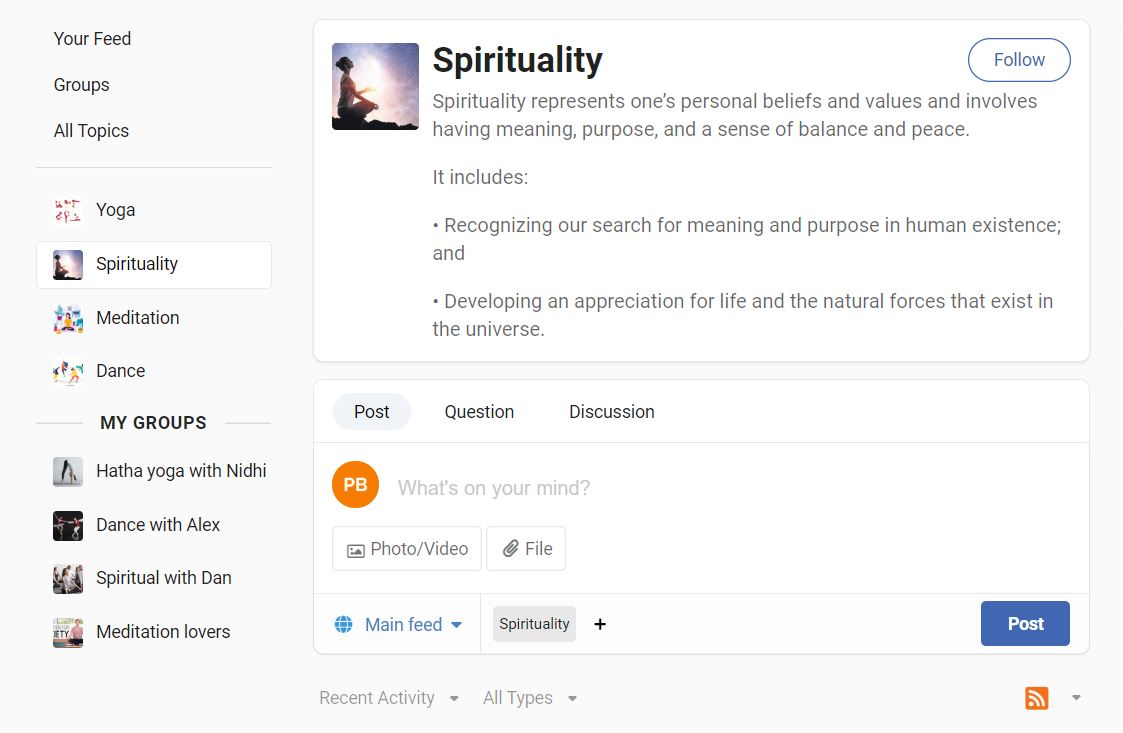 Your Feed
Groups
All Topics
Yoga
Spirituality
Meditation
Dance
MY GROUPS
Hatha yoga with Nidhi
Dance with Alex
Spiritual with Dan
Meditation lovers
Spirituality
Follow
Spirituality represents one’s personal beliefs and values and involves
having meaning, purpose, and a sense of balance and peace.
It includes:
• Recognizing our search for meaning and purpose in human existence;
and
• Developing an appreciation for life and the natural forces that exist in
the universe.
Post
Question
Discussion
PB
What's on your mind?
Photo/Video
File
Main feed
Spirituality
+
Post
Recent Activity
All Types